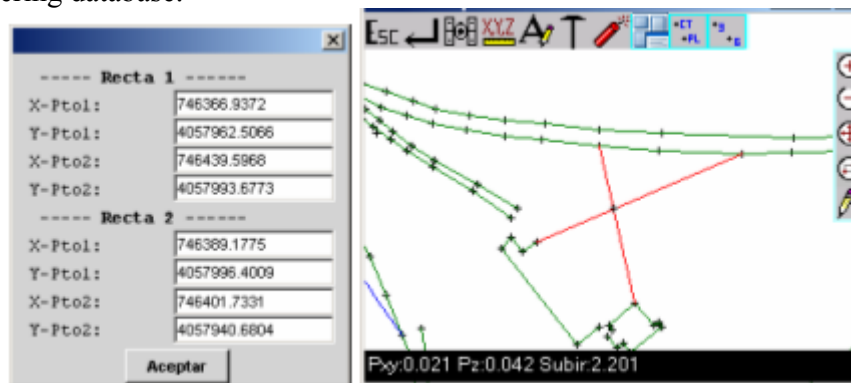 ering database.
----- Recta 1 ------
X-Pto1: 746366.9372
Y-Pto1: 4057962.5066
X-Pto2: 746439.5968
Y-Pto2: 4057993.6773
----- Recta 2 ------
X-Pto1: 746389.1775
Y-Pto1: 4057996.4009
X-Pto2: 746401.7331
Y-Pto2: 4057940.6804
Aceptar
Esc XYZ A
+CT
+PL
Pxy:0.021 Pz:0.042 Subir:2.201